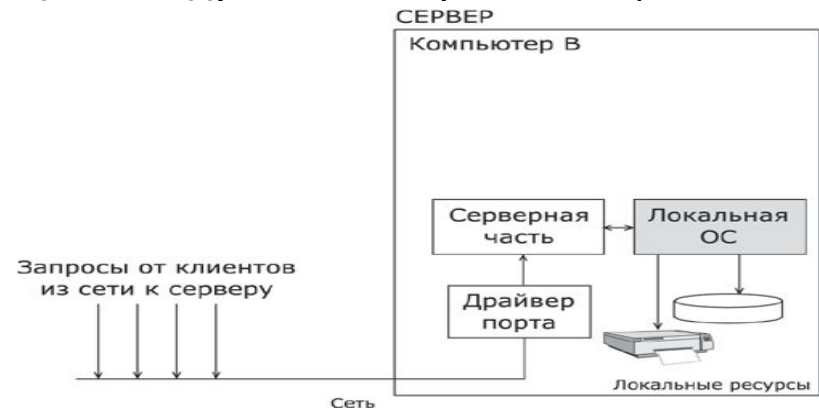 СЕРВЕР
Компьютер В
Серверная
часть
Локальная
ОС
Запросы от клиентов
из сети к серверу
Драйвер
порта
Локальные ресурсы
Сеть